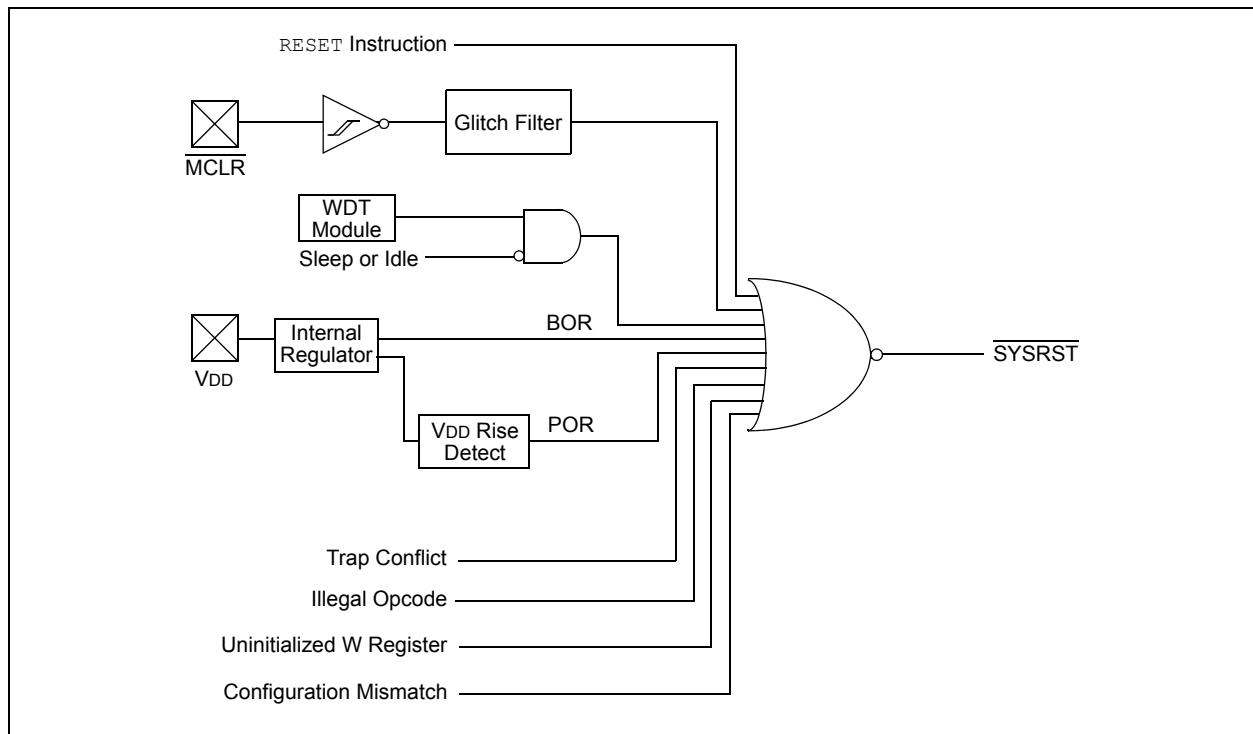 RESET Instruction
Glitch Filter
MCLR
WDT
Module
Sleep or Idle
BOR
Internal
Regulator
SYSRST
VDD
POR
VDD Rise
Detect
Trap Conflict
Illegal Opcode
Uninitialized W Register
Configuration Mismatch